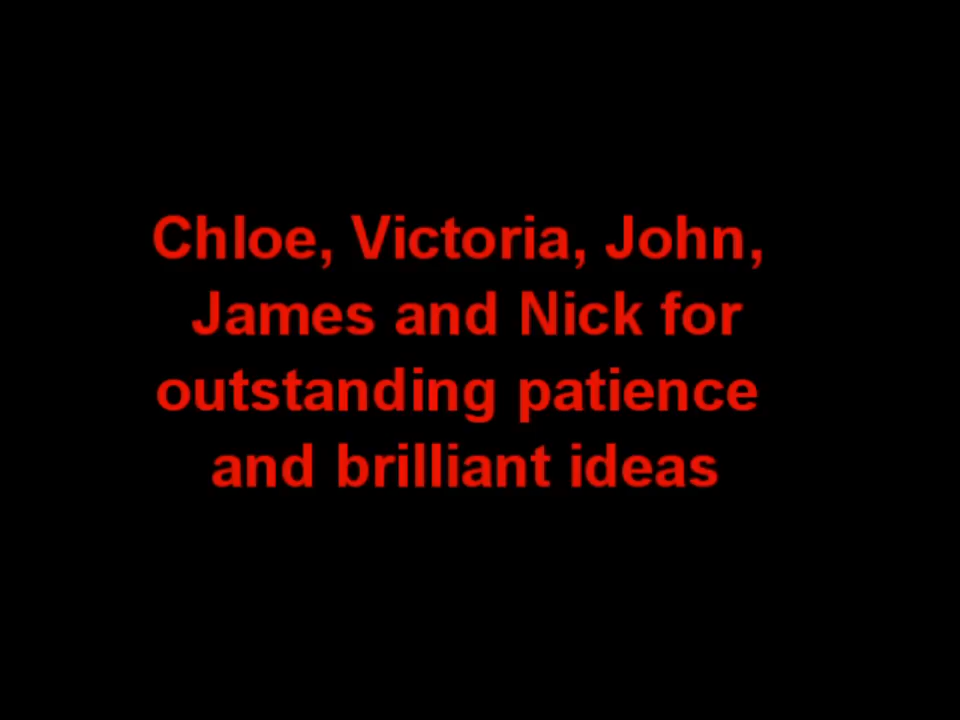 Chloe, Victoria, John,
James and Nick for
outstanding patience
and brilliant ideas